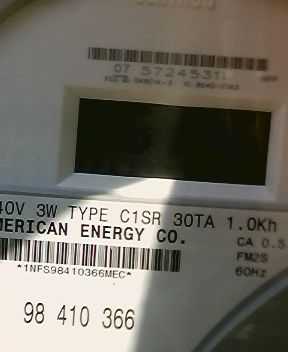 07 57245311
40V 3W TYPE C1SR 30TA 1.0Kh
MERICAN ENERGY CO.
CA 0.5
*1NFS98410366MEC*
FM2S
60Hz
98 410 366